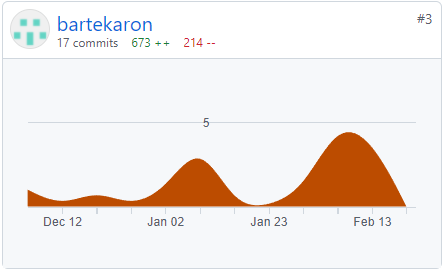 bartekaron
#3
17 commits 673 ++ 214 --
5
Dec 12 Jan 02 Jan 23 Feb 13